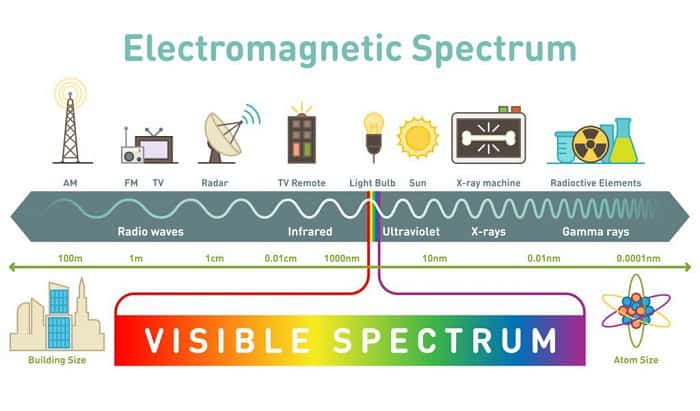 Electromagnetic Spectrum
AM FM TV Radar TV Remote Light Bulb Sun X-ray machine Radioctive Elements
Radio waves Infrared Ultraviolet X-rays Gamma rays
100m 1m 1cm 0.01cm 1000nm 10nm 0.01nm 0.0001nm
VISIBLE SPECTRUM
Building Size Atom Size